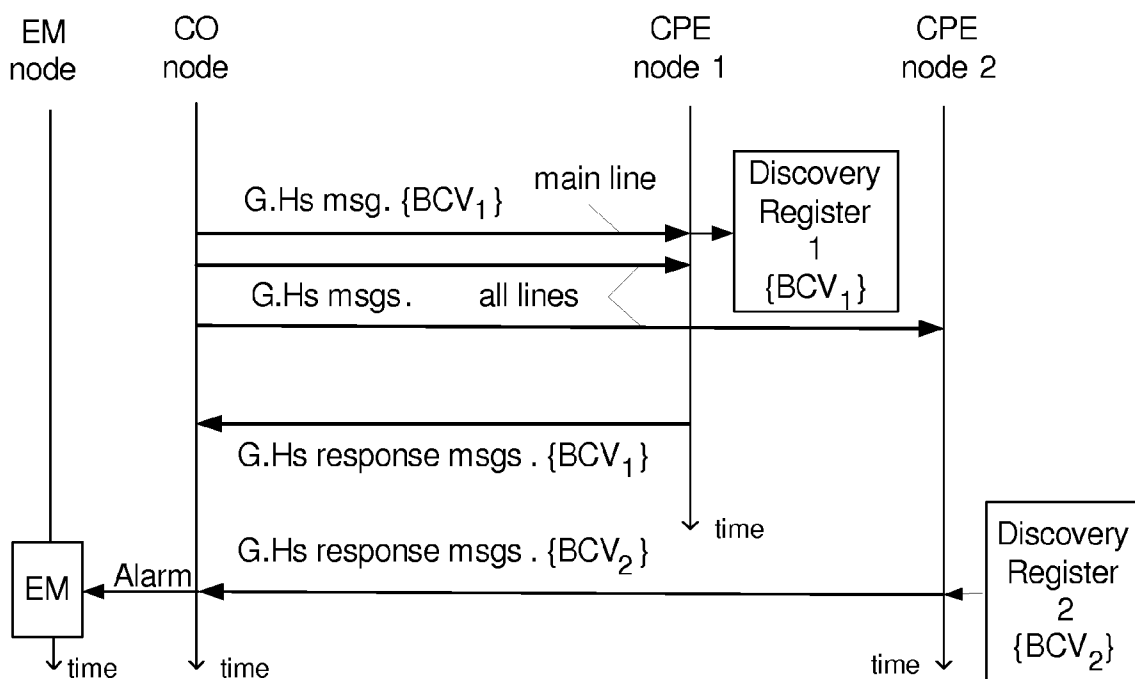 EM
node
CO
node
CPE
node 1
CPE
node 2
main line
G.Hs msg. {BCV1}
Discovery
Register
1
{BCV1}
G.Hs msgs. all lines
G.Hs response msgs . {BCV1}
time
G.Hs response msgs . {BCV2}
Discovery
Register
2
{BCV2}
Alarm
EM
time
time
time